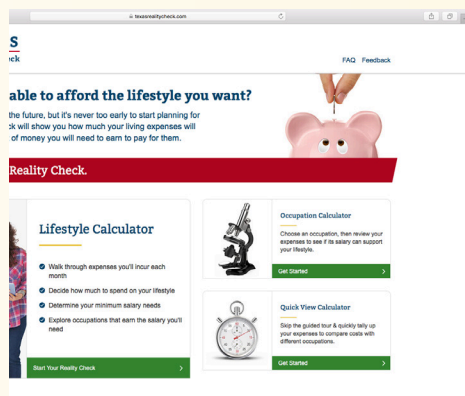 texasrealitycheck.com
S
eck
FAQ Feedback
able to afford the lifestyle you want?
the future, but it's never too early to start planning for
ck will show you how much your living expenses will
of money you will need to earn to pay for them.
Reality Check.
Lifestyle Calculator
Walk through expenses you'll incur each
month
Decide how much to spend on your lifestyle
Determine your minimum salary needs
Explore occupations that earn the salary you'll
need
Start Your Reality Check
Occupation Calculator
Choose an occupation, then review your
expenses to see if its salary can support
your lifestyle.
Get Started
Quick View Calculator
Skip the guided tour & quickly tally up
your expenses to compare costs with
different occupations.
Get Started